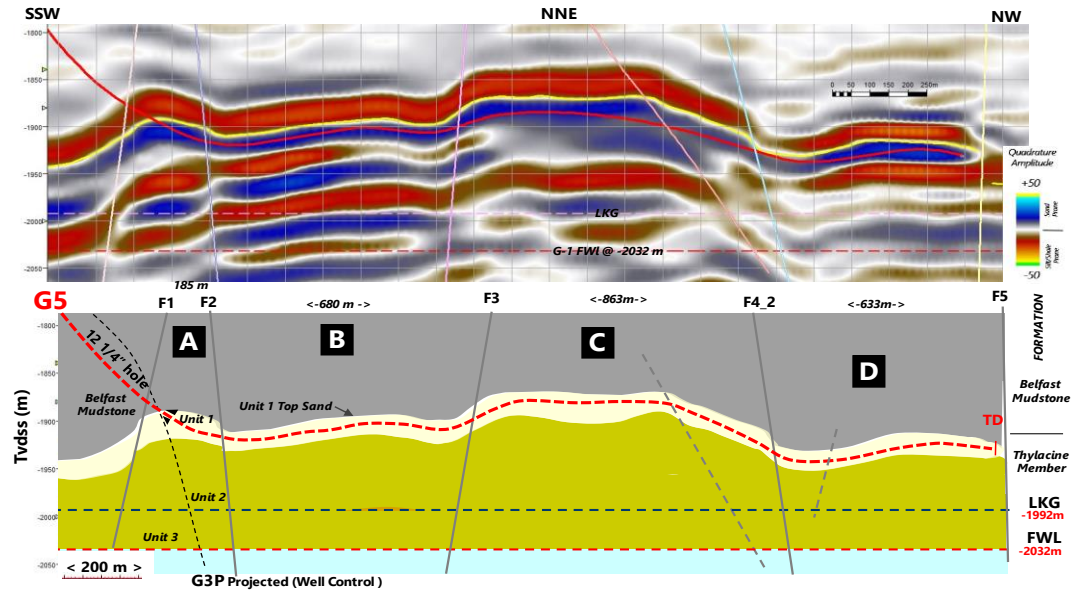 SSW
NNE
NW
-1800
-1850
-1900
-1950
-2000
-2050
0 50 100 150 200 250m
Quadrature
Amplitude
+50
Sand
Prone
Silt/Shale
Prone
-50
LKG
G-1 FWl @ -2032 m
185 m
G5
F1
F2
<-680 m ->
F3
<-863m->
F4_2
<-633m->
F5
FORMATION
-1800
A
B
C
D
12 1/4” hole
Belfast
Mudstone
Unit 1
Unit 1 Top Sand
Belfast
Mudstone
Tvdss (m)
-1900
TD
-1950
Thylacine
Member
Unit 2
LKG
-1992m
-2000
Unit 3
FWL
-2032m
-2050
< 200 m >
G3P Projected (Well Control )